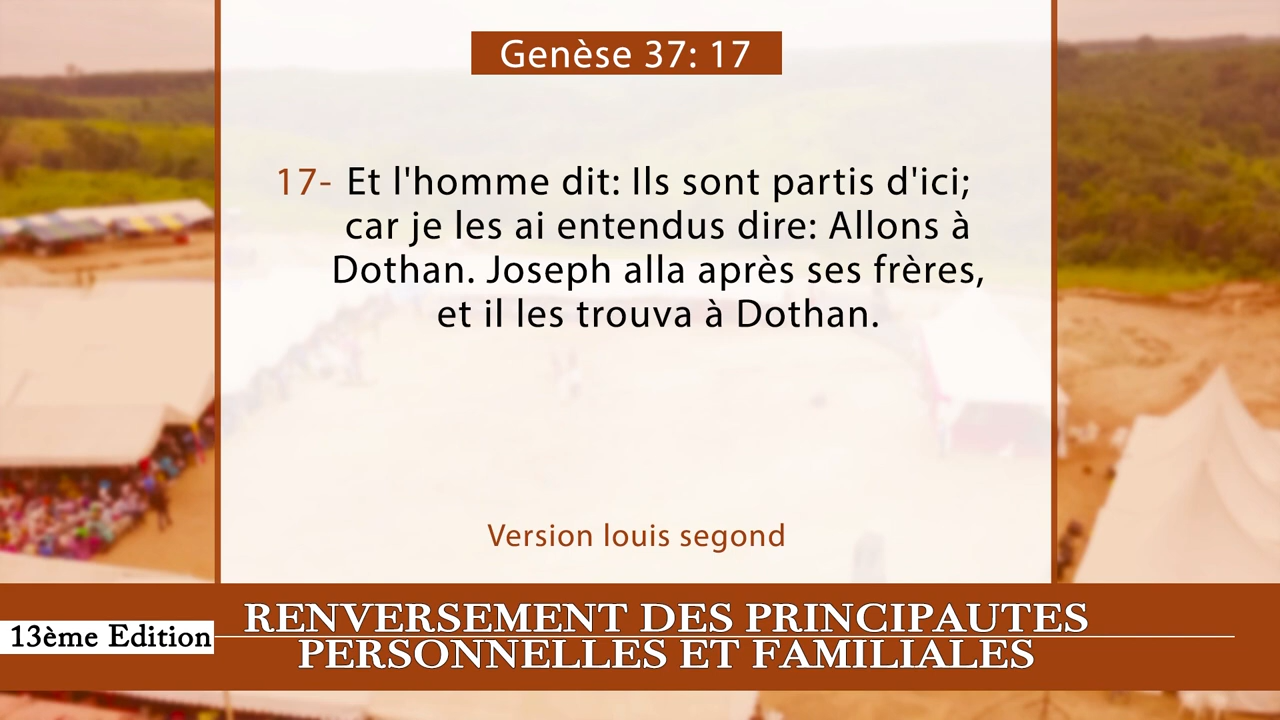 Genèse 37: 17
17- Et l'homme dit: Ils sont partis d'ici;
car je les ai entendus dire: Allons à
Dothan. Joseph alla après ses frères,
et il les trouva à Dothan.
Version louis segond
13ème Edition
RENVERSEMENT DES PRINCIPAUTES
PERSONNELLES ET FAMILIALES